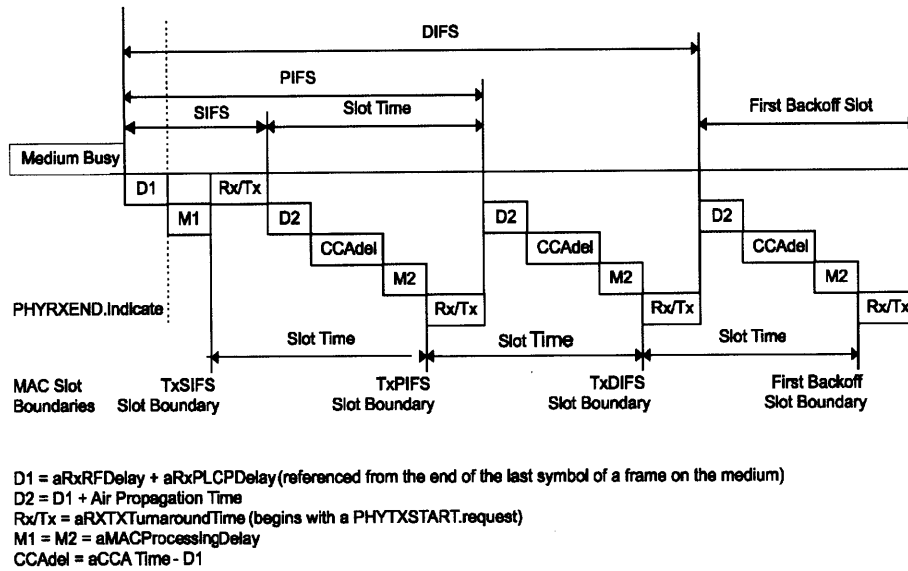 DIFS
PIFS
SIFS
Slot Time
First Backoff Slot
Medium Busy
D1
Rx/Tx
M1
D2
D2
D2
CCAdel
CCAdel
CCAdel
M2
M2
M2
PHYRXEND.Indicate
Rx/Tx
Rx/Tx
Rx/Tx
Slot Time
Slot Time
Slot Time
MAC Slot
Boundaries
TxSIFS
Slot Boundary
TxPIFS
Slot Boundary
TxDIFS
Slot Boundary
First Backoff
Slot Boundary
D1 = aRxRFDelay + aRxPLCPDelay (referenced from the end of the last symbol of a frame on the medium)
D2 = D1 + Air Propagation Time
Rx/Tx = aRXTXTurnaroundTime (begins with a PHYTXSTART.request)
M1 = M2 = aMACProcessingDelay
CCAdel = aCCA Time - D1